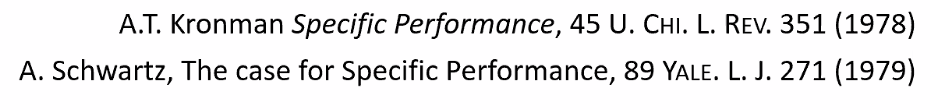 A.T. Kronman Specific Performance, 45 U. CHI. L. REV. 351 (1978)
A. Schwartz, The case for Specific Performance, 89 YALE. L. J. 271 (1979)